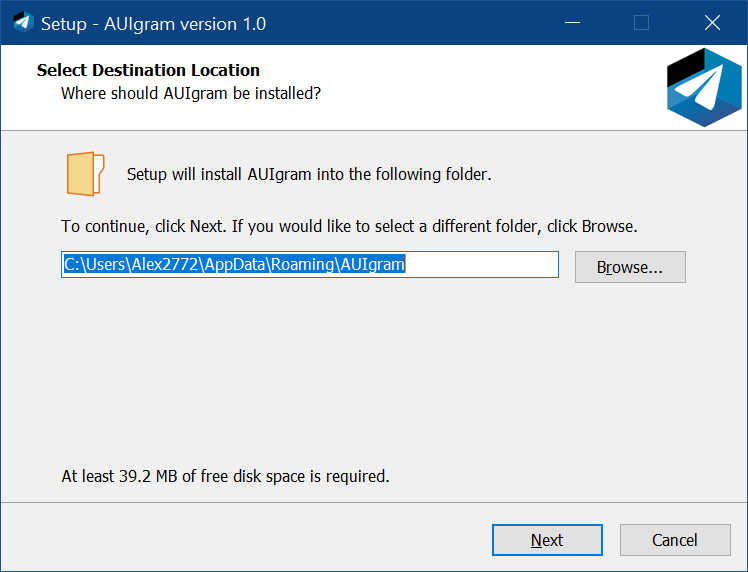 Setup - AUIgram version 1.0
Select Destination Location
Where should AUIgram be installed?
Setup will install AUIgram into the following folder.
To continue, click Next. If you would like to select a different folder, click Browse.
C:\Users\Alex2772\AppData\Roaming\AUIgram
Browse...
At least 39.2 MB of free disk space is required.
Next
Cancel